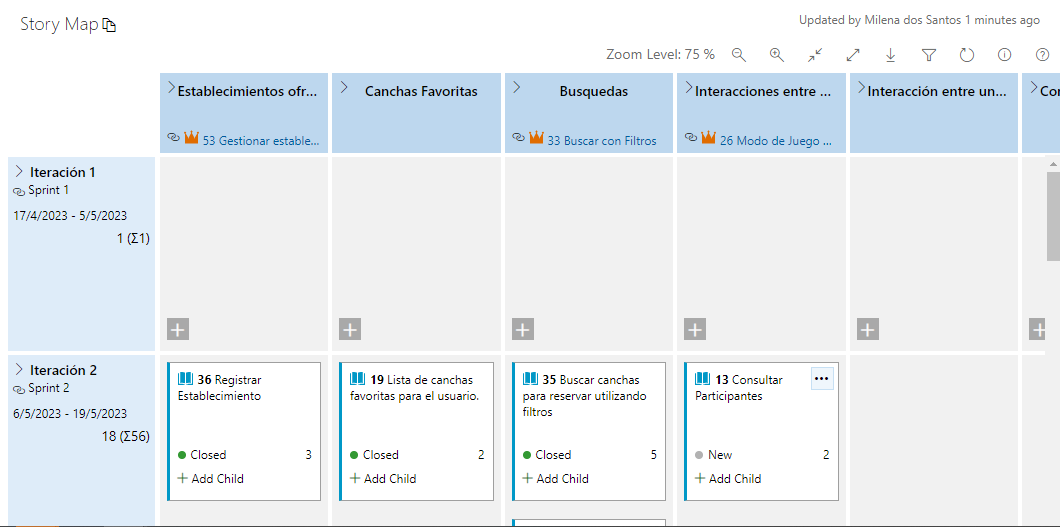 Story Map
Updated by Milena dos Santos 1 minutes ago
Zoom Level: 75 %
Establecimientos ofr...
Canchas Favoritas
Busquedas
Interacciones entre ...
Interacción entre un...
Cor
53 Gestionar estable...
33 Buscar con Filtros
26 Modo de Juego ...
Iteración 1
Sprint 1
17/4/2023 - 5/5/2023
1 (Σ1)
Iteración 2
Sprint 2
6/5/2023 - 19/5/2023
18 (Σ56)
36 Registrar
Establecimiento
Closed 3
+ Add Child
19 Lista de canchas
favoritas para el usuario.
Closed 2
+ Add Child
35 Buscar canchas
para reservar utilizando
filtros
Closed 5
+ Add Child
13 Consultar
Participantes
New 2
+ Add Child